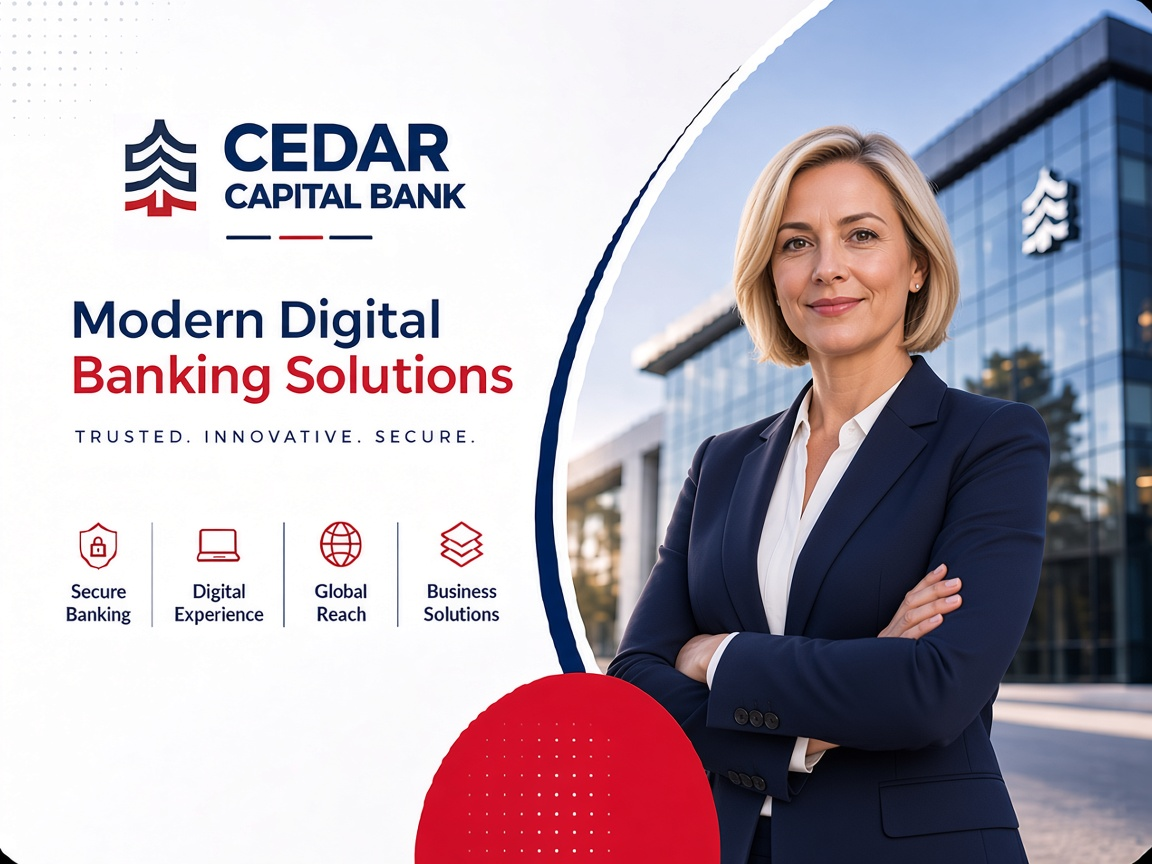 CEDAR
CAPITAL BANK
Modern Digital
Banking Solutions
TRUSTED. INNOVATIVE. SECURE.
Secure
Banking
Digital
Experience
Global
Reach
Business
Solutions